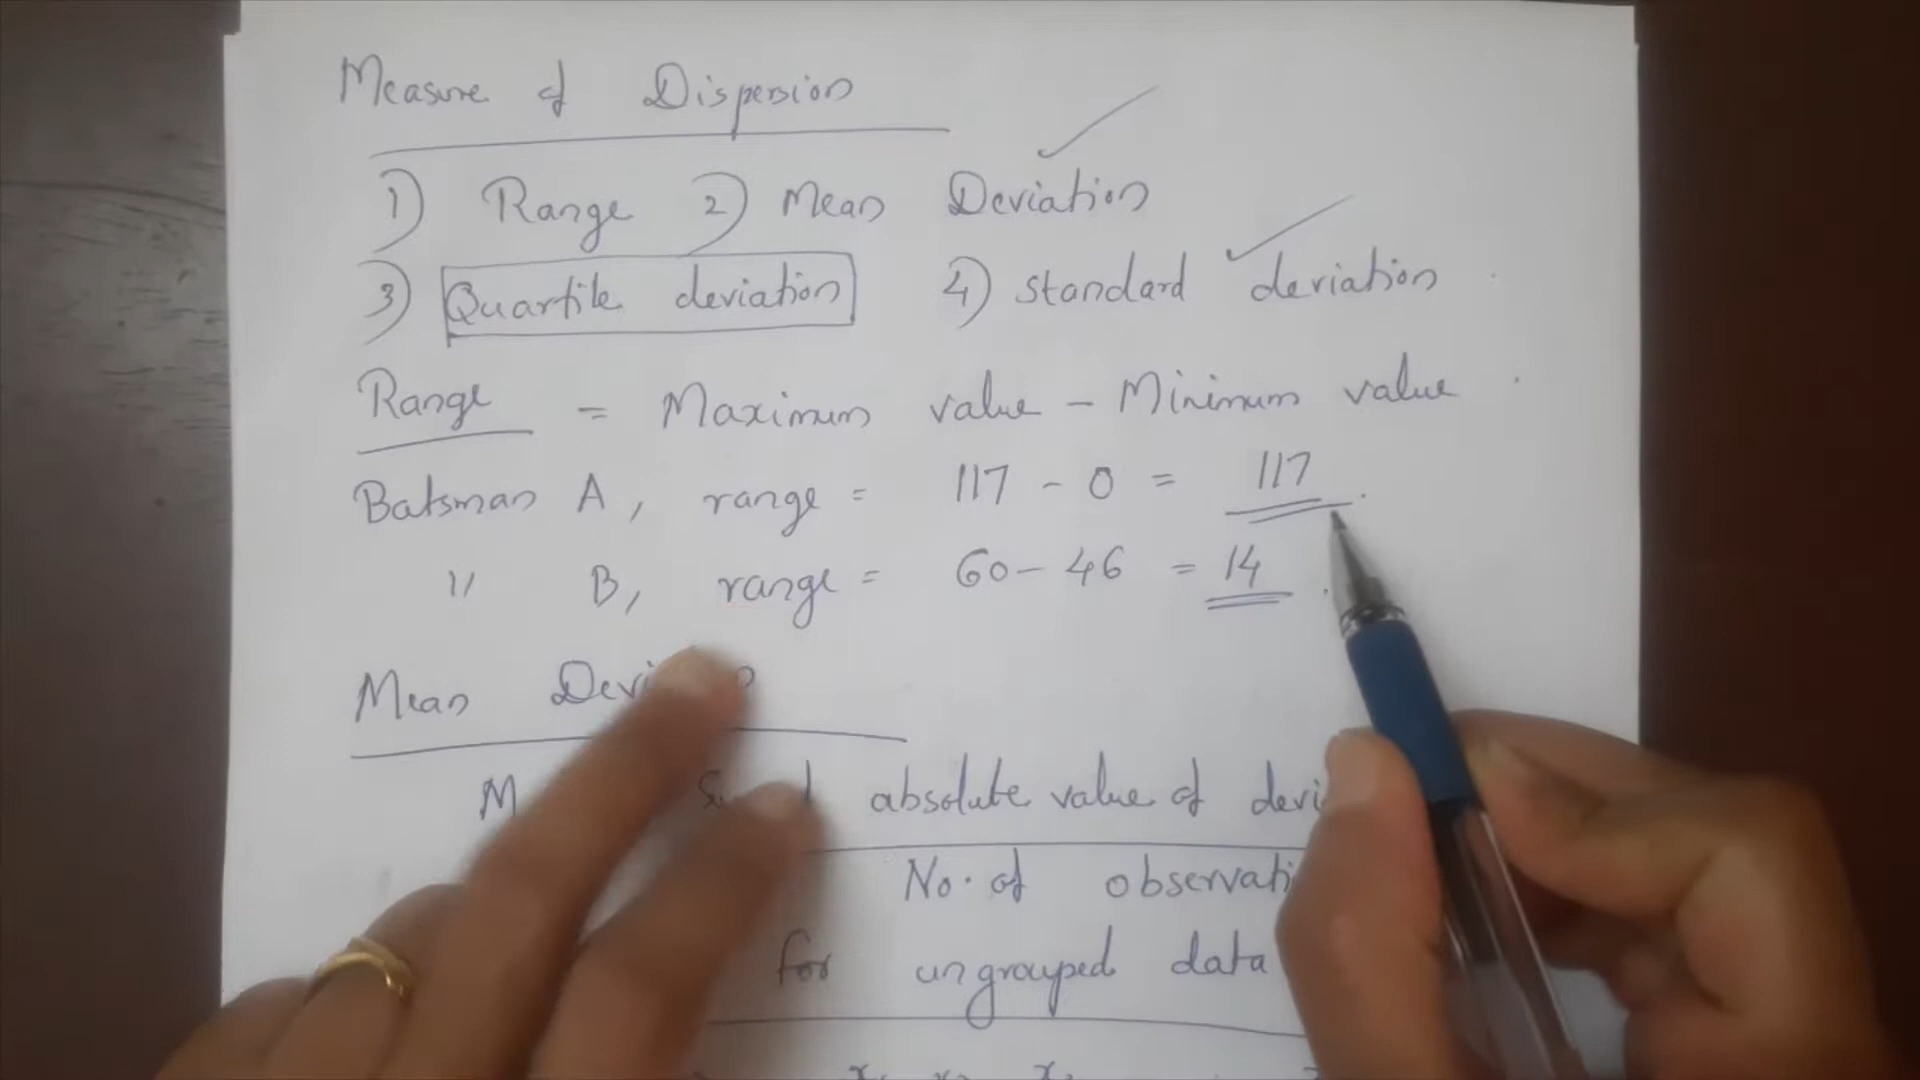 Measure of Dispersion
1) Range 2) Mean Deviation
3) Quartile deviation 4) standard deviation
Range = Maximum value - Minimum value
Batsman A, range = 117 - 0 = 117
" B, range = 60 - 46 = 14
Mean
absolute value of
No. of
for ungrouped data